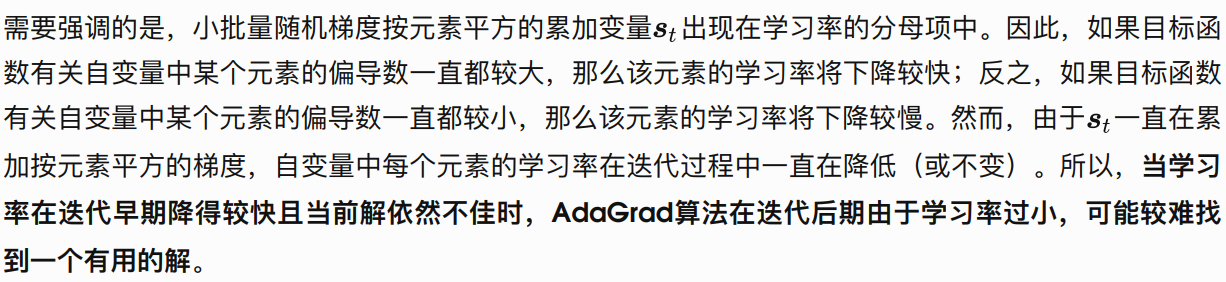 需要强调的是，小批量随机梯度按元素平方的累加变量sₜ出现在学习率的分母项中。因此，如果目标函
数有关自变量中某个元素的偏导数一直都较大，那么该元素的学习率将下降较快；反之，如果目标函数
有关自变量中某个元素的偏导数一直都较小，那么该元素的学习率将下降较慢。然而，由于sₜ一直在累
加按元素平方的梯度，自变量中每个元素的学习率在迭代过程中一直在降低（或不变）。所以，当学习
率在迭代早期降得较快且当前解依然不佳时，AdaGrad算法在迭代后期由于学习率过小，可能较难找
到一个有用的解。